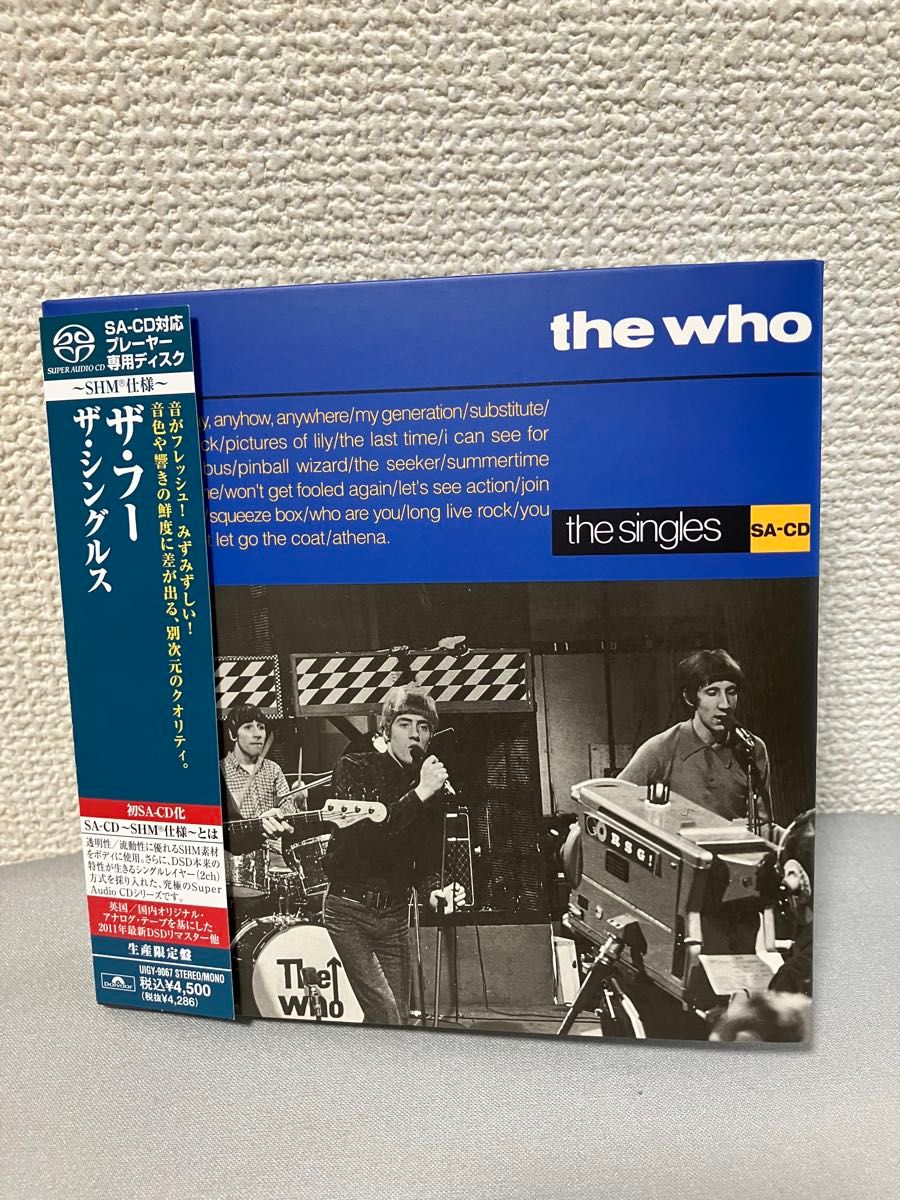 SA-CD対応
プレーヤー
専用ディスク
SUPER AUDIO CD
〜SHM®仕様〜
音がフレッシュ!みずみずしい!
音色や響きの鮮度に差が出る、別次元のクオリティ。
ザ・フー
ザ・シングルス
初SA-CD化
SA-CD〜SHM®仕様〜とは
透明性/流動性に優れるSHM素材
をボディに使用。さらに、DSD本来の
特性が生きるシングルレイヤー(2ch)
方式を採り入れた、究極のSuper
Audio CDシリーズです。
英国/国内オリジナル・
アナログ・テープを基にした
2011年最新DSDリマスター他
生産限定盤
Polydor
UIGY-9067 STEREO/MONO
税込¥4,500
(税抜¥4,286)
the who
anyhow, anywhere/my generation/substitute/
/pictures of lily/the last time/i can see for
/pinball wizard/the seeker/summertime
/won't get fooled again/let's see action/join
squeeze box/who are you/long live rock/you
let go the coat/athena.
the singles
SA-CD
RSG!
The
Who